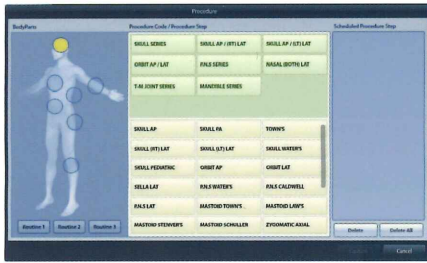 Procedure
BodyParts
Procedure Code / Procedure Step
Scheduled Procedure Step
SKULL SERIES
SKULL AP / (RT) LAT
SKULL AP / (LT) LAT
ORBIT AP / LAT
P.N.S SERIES
NASAL (BOTH) LAT
T-M JOINT SERIES
MANDIBLE SERIES
SKULL AP
SKULL PA
TOWN'S
SKULL (RT) LAT
SKULL (LT) LAT
SKULL WATER'S
SKULL PEDIATRIC
ORBIT AP
ORBIT LAT
SELLA LAT
P.N.S WATER'S
P.N.S CALDWELL
P.N.S LAT
MASTOID TOWN'S
MASTOID LAW'S
MASTOID STENVER'S
MASTOID SCHULLER
ZYGOMATIC AXIAL
Routine 1
Routine 2
Routine 3
Delete
Delete All
Cancel